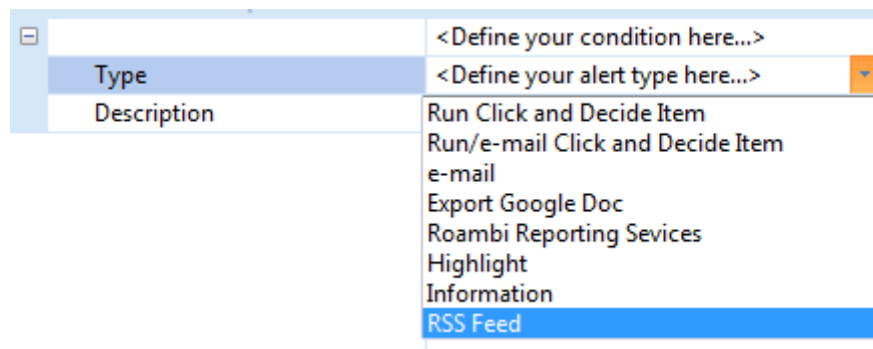 <Define your condition here...>
Type <Define your alert type here...>
Description
Run Click and Decide Item
Run/e-mail Click and Decide Item
e-mail
Export Google Doc
Roambi Reporting Sevices
Highlight
Information
RSS Feed